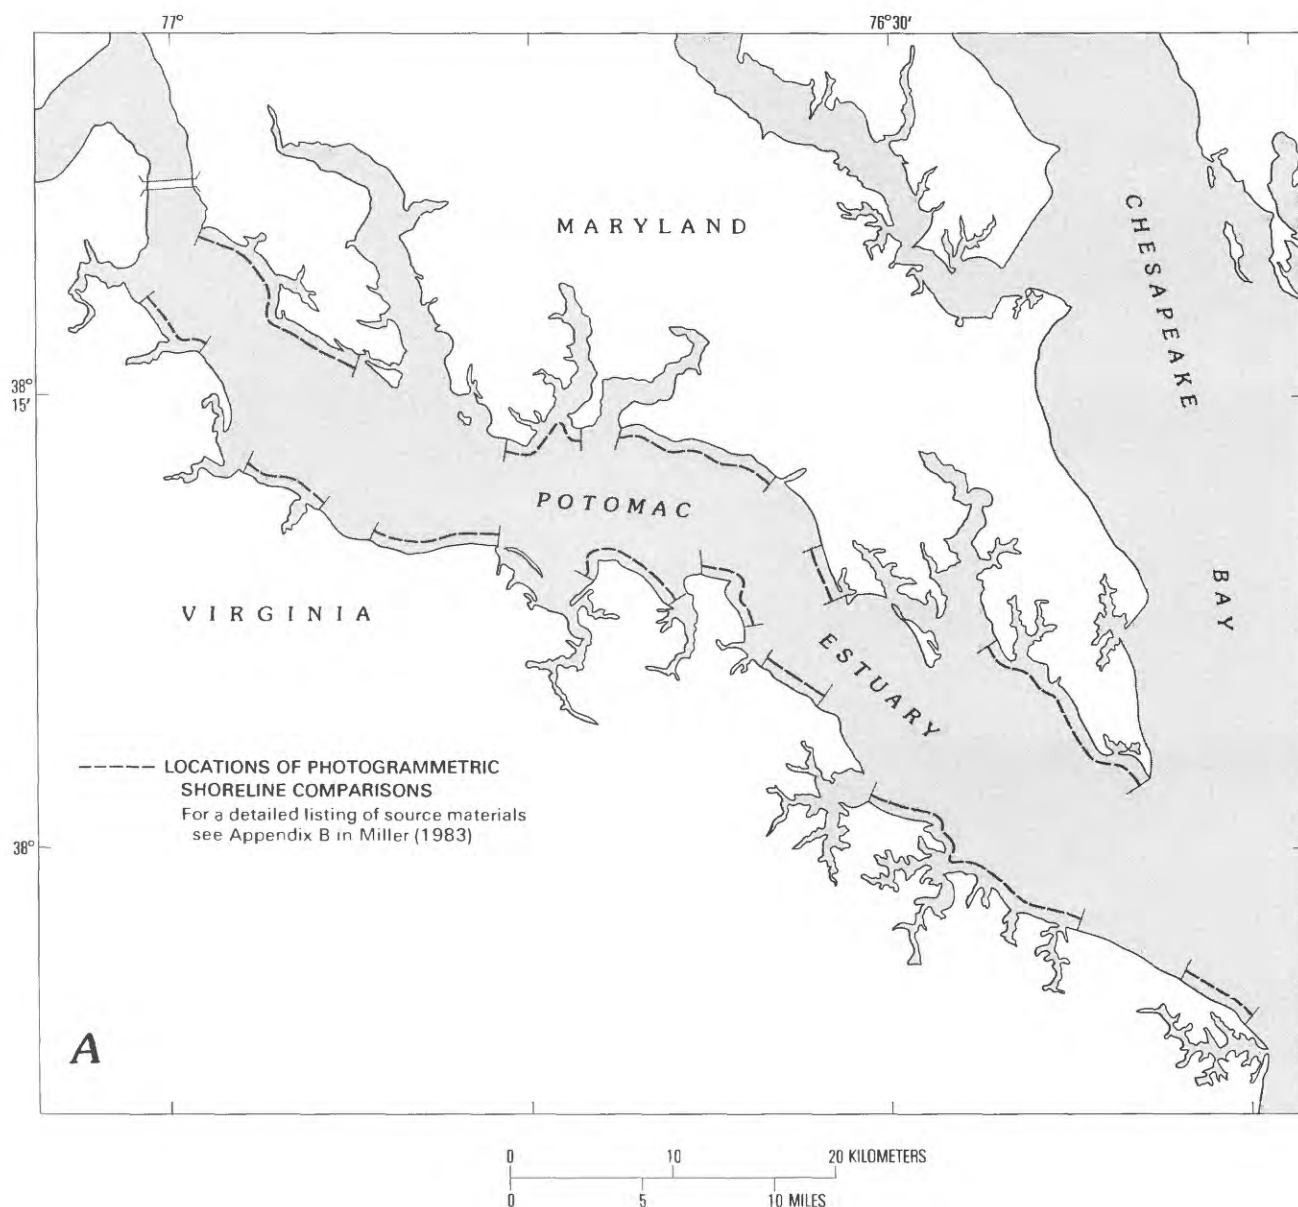 77°
76°30′
MARYLAND
CHESAPEAKE
38°
15′
POTOMAC
VIRGINIA
BAY
ESTUARY
LOCATIONS OF PHOTOGRAMMETRIC
SHORELINE COMPARISONS
For a detailed listing of source materials
see Appendix B in Miller (1983)
38°
A
0 10 20 KILOMETERS
0 5 10 MILES